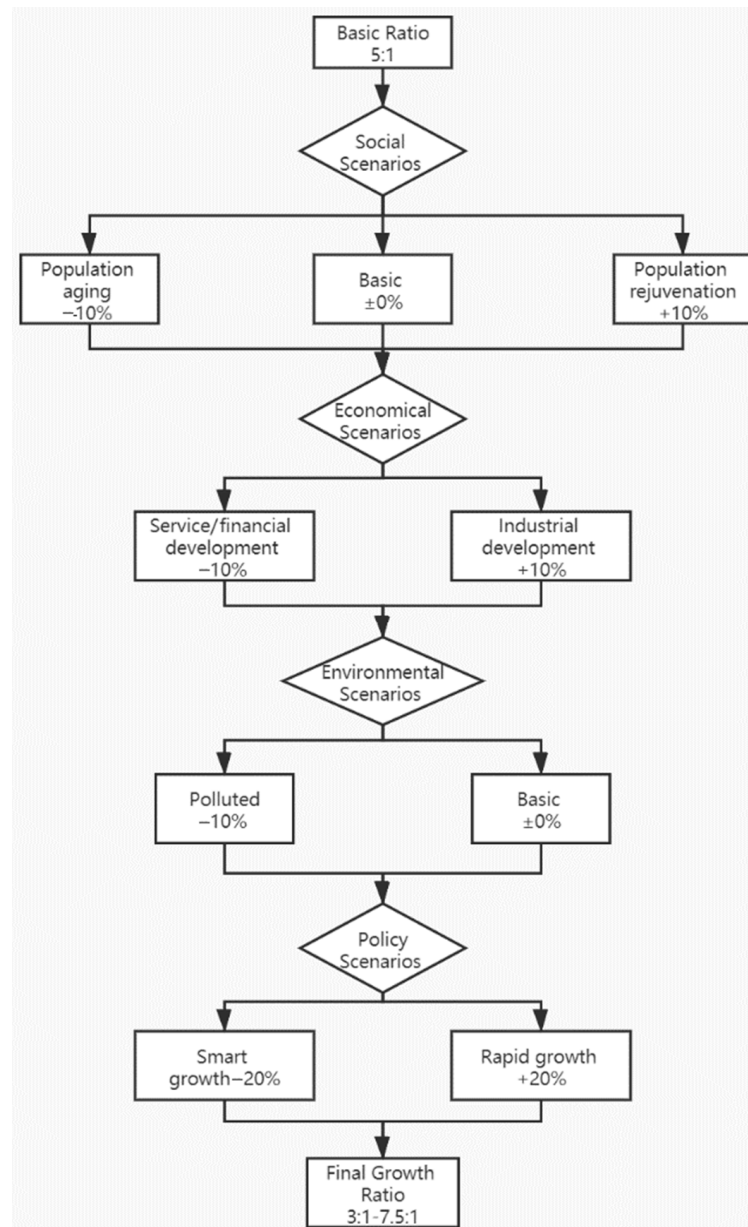 Basic Ratio
5:1
Social
Scenarios
Population
aging
–-10%
Basic
±0%
Population
rejuvenation
+10%
Economical
Scenarios
Service/financial
development
−10%
Industrial
development
+10%
Environmental
Scenarios
Polluted
−10%
Basic
±0%
Policy
Scenarios
Smart
growth−20%
Rapid growth
+20%
Final Growth
Ratio
3:1-7.5:1